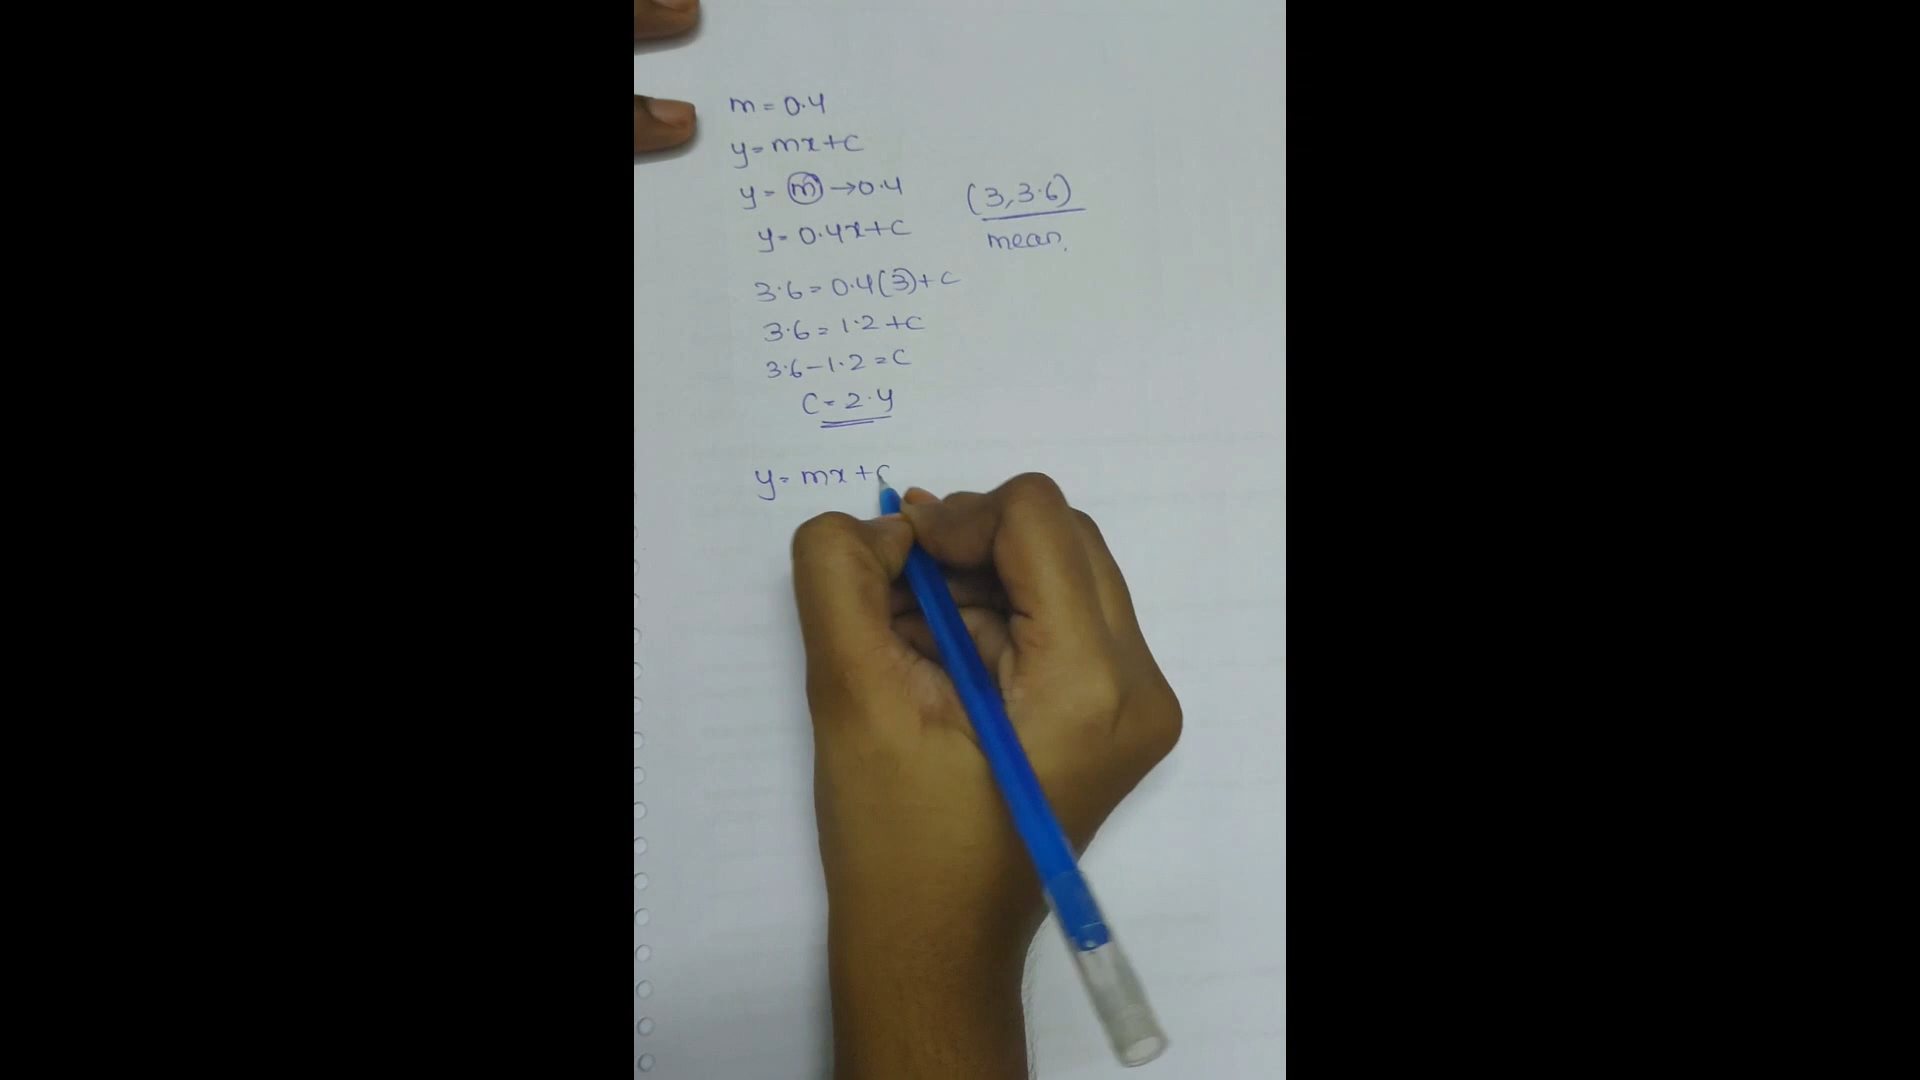 m = 0.4
y = mx + c
y = m → 0.4
(3, 3.6)
y = 0.4x + c
mean.
3.6 = 0.4(3) + c
3.6 = 1.2 + c
3.6 - 1.2 = c
c = 2.4
y = mx + c